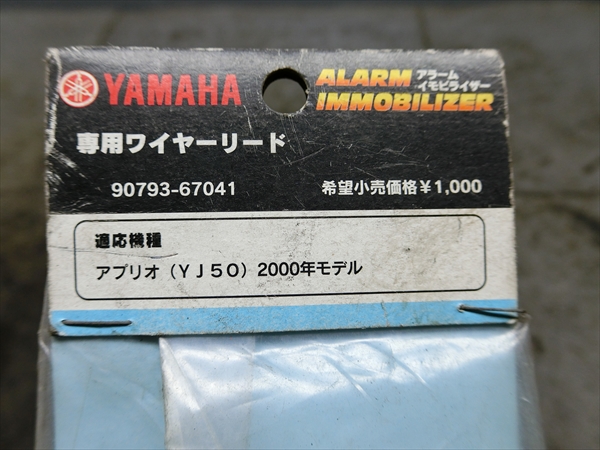 YAMAHA
ALARM アラーム
IMMOBILIZER イモビライザー
専用ワイヤーリード
90793-67041 希望小売価格￥1,000
適応機種
アプリオ（ＹＪ５０）2000年モデル